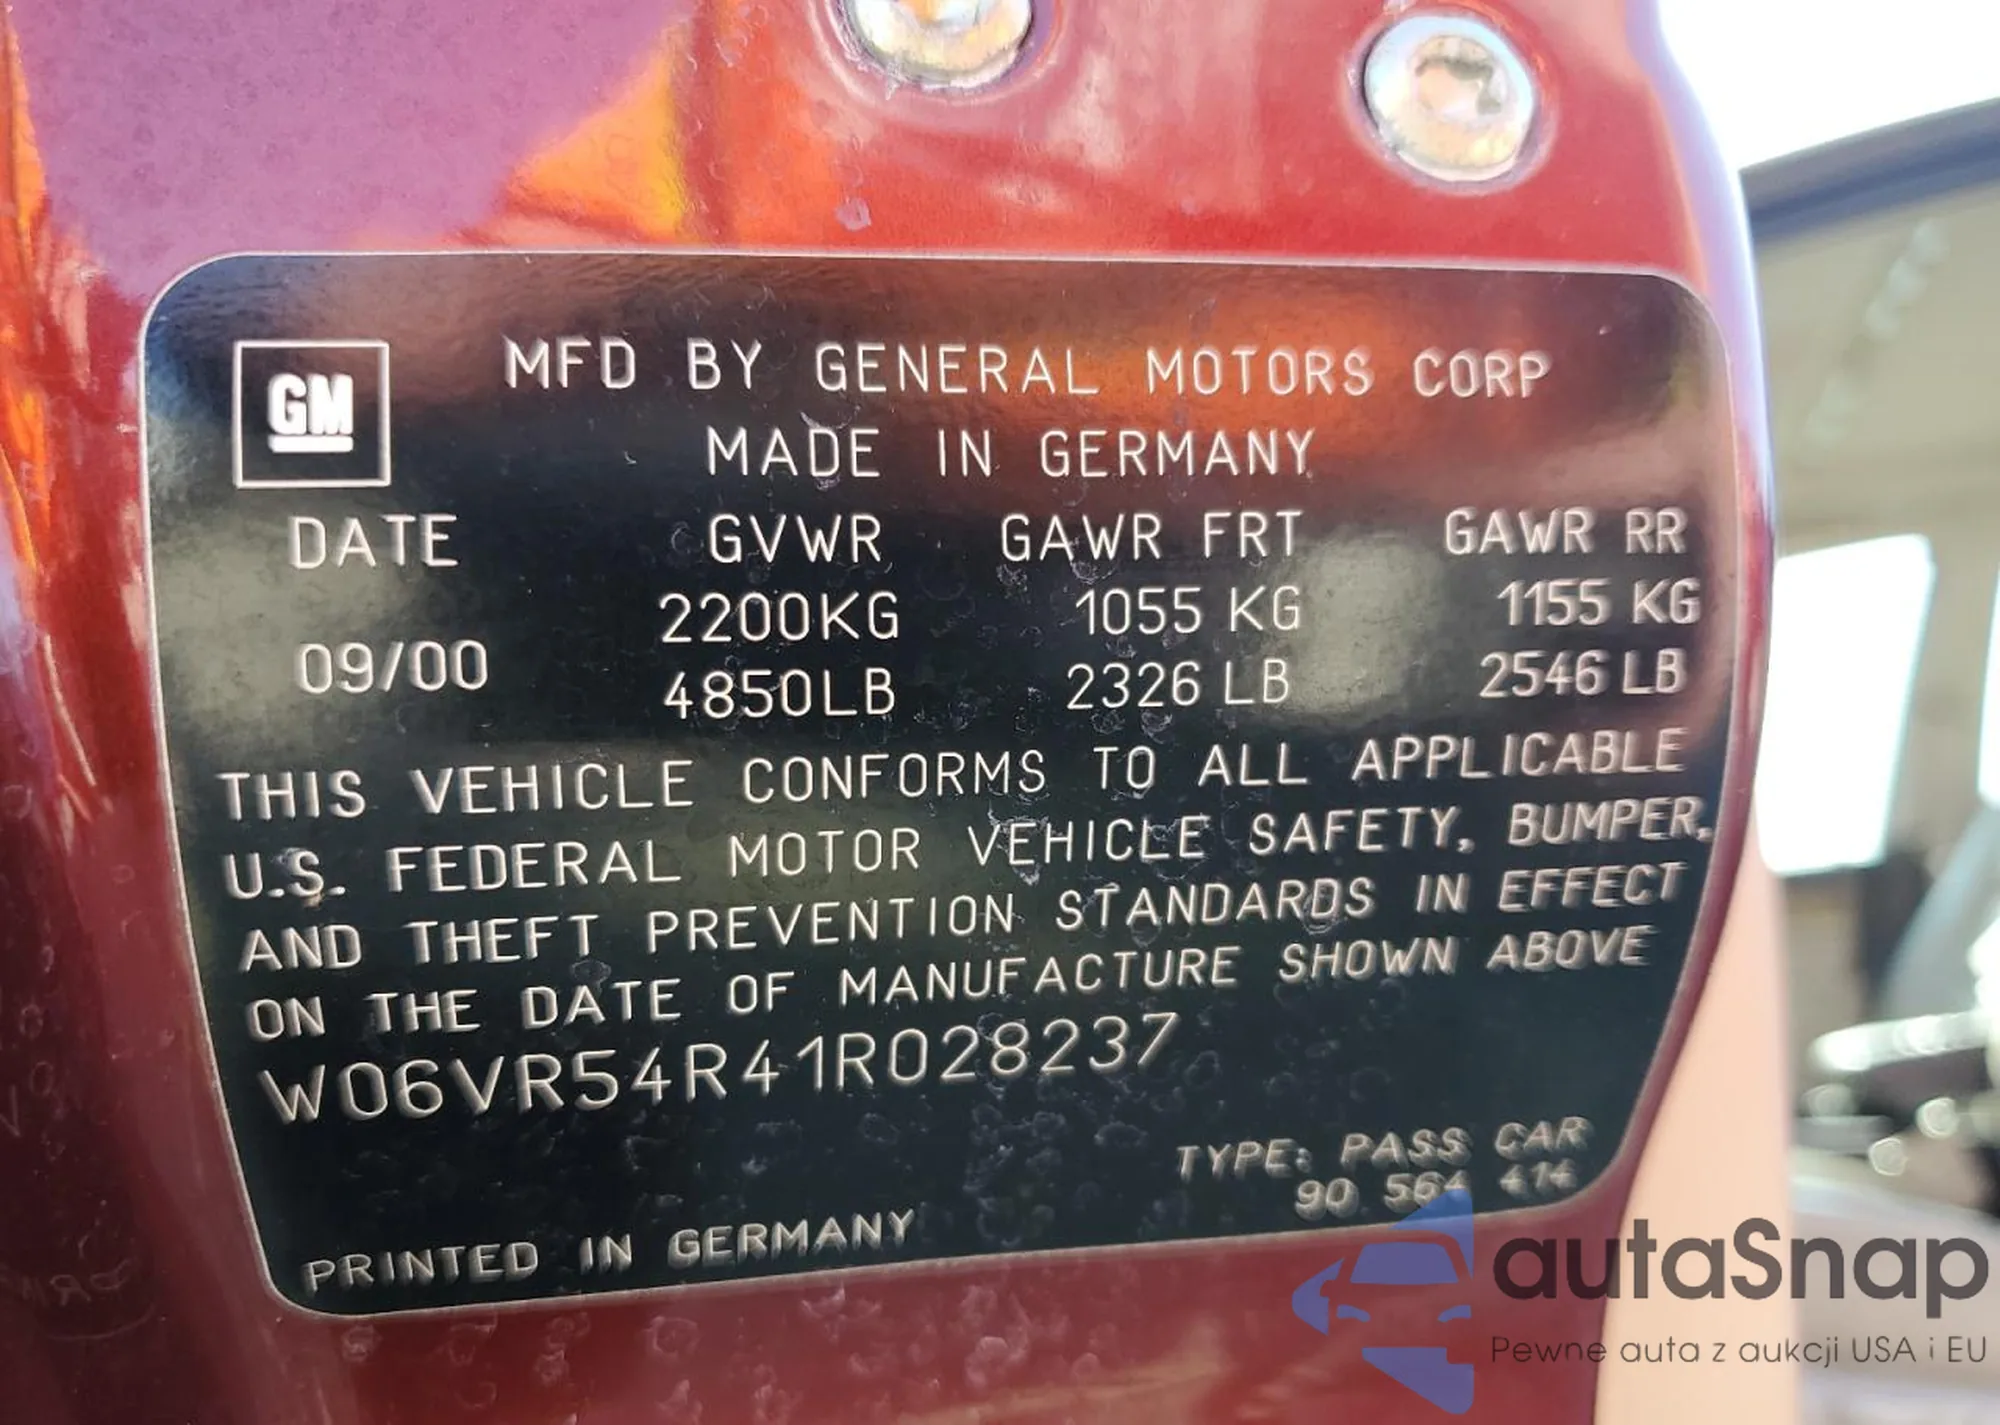 GM
MFD BY GENERAL MOTORS CORP
MADE IN GERMANY
DATE GVWR GAWR FRT GAWR RR
2200KG 1055 KG 1155 KG
09/00
4850LB 2326 LB 2546 LB
THIS VEHICLE CONFORMS TO ALL APPLICABLE
U.S. FEDERAL MOTOR VEHICLE SAFETY, BUMPER,
AND THEFT PREVENTION STANDARDS IN EFFECT
ON THE DATE OF MANUFACTURE SHOWN ABOVE
W06VR54R41R028237
TYPE: PASS CAR
90 564 414
PRINTED IN GERMANY
autaSnap
Pewne auta z aukcji USA i EU